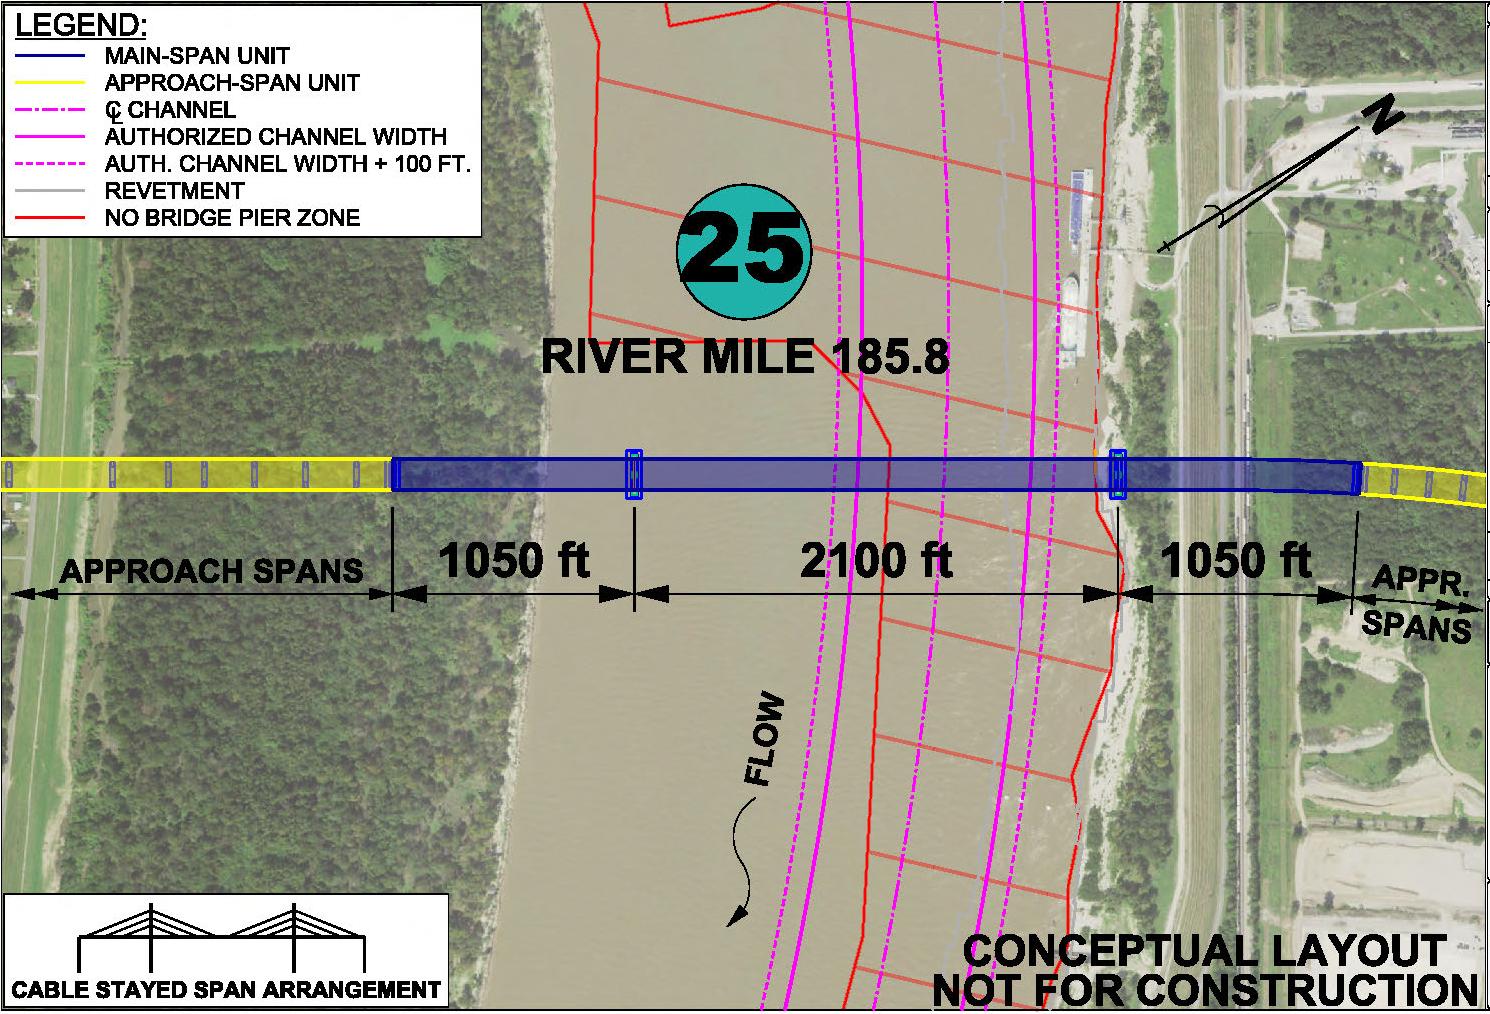 LEGEND:
MAIN-SPAN UNIT
APPROACH-SPAN UNIT
℄ CHANNEL
AUTHORIZED CHANNEL WIDTH
AUTH. CHANNEL WIDTH + 100 FT.
REVETMENT
NO BRIDGE PIER ZONE
N
25
RIVER MILE 185.8
APPROACH SPANS
1050 ft
2100 ft
1050 ft
APPR.
SPANS
FLOW
CABLE STAYED SPAN ARRANGEMENT
CONCEPTUAL LAYOUT
NOT FOR CONSTRUCTION